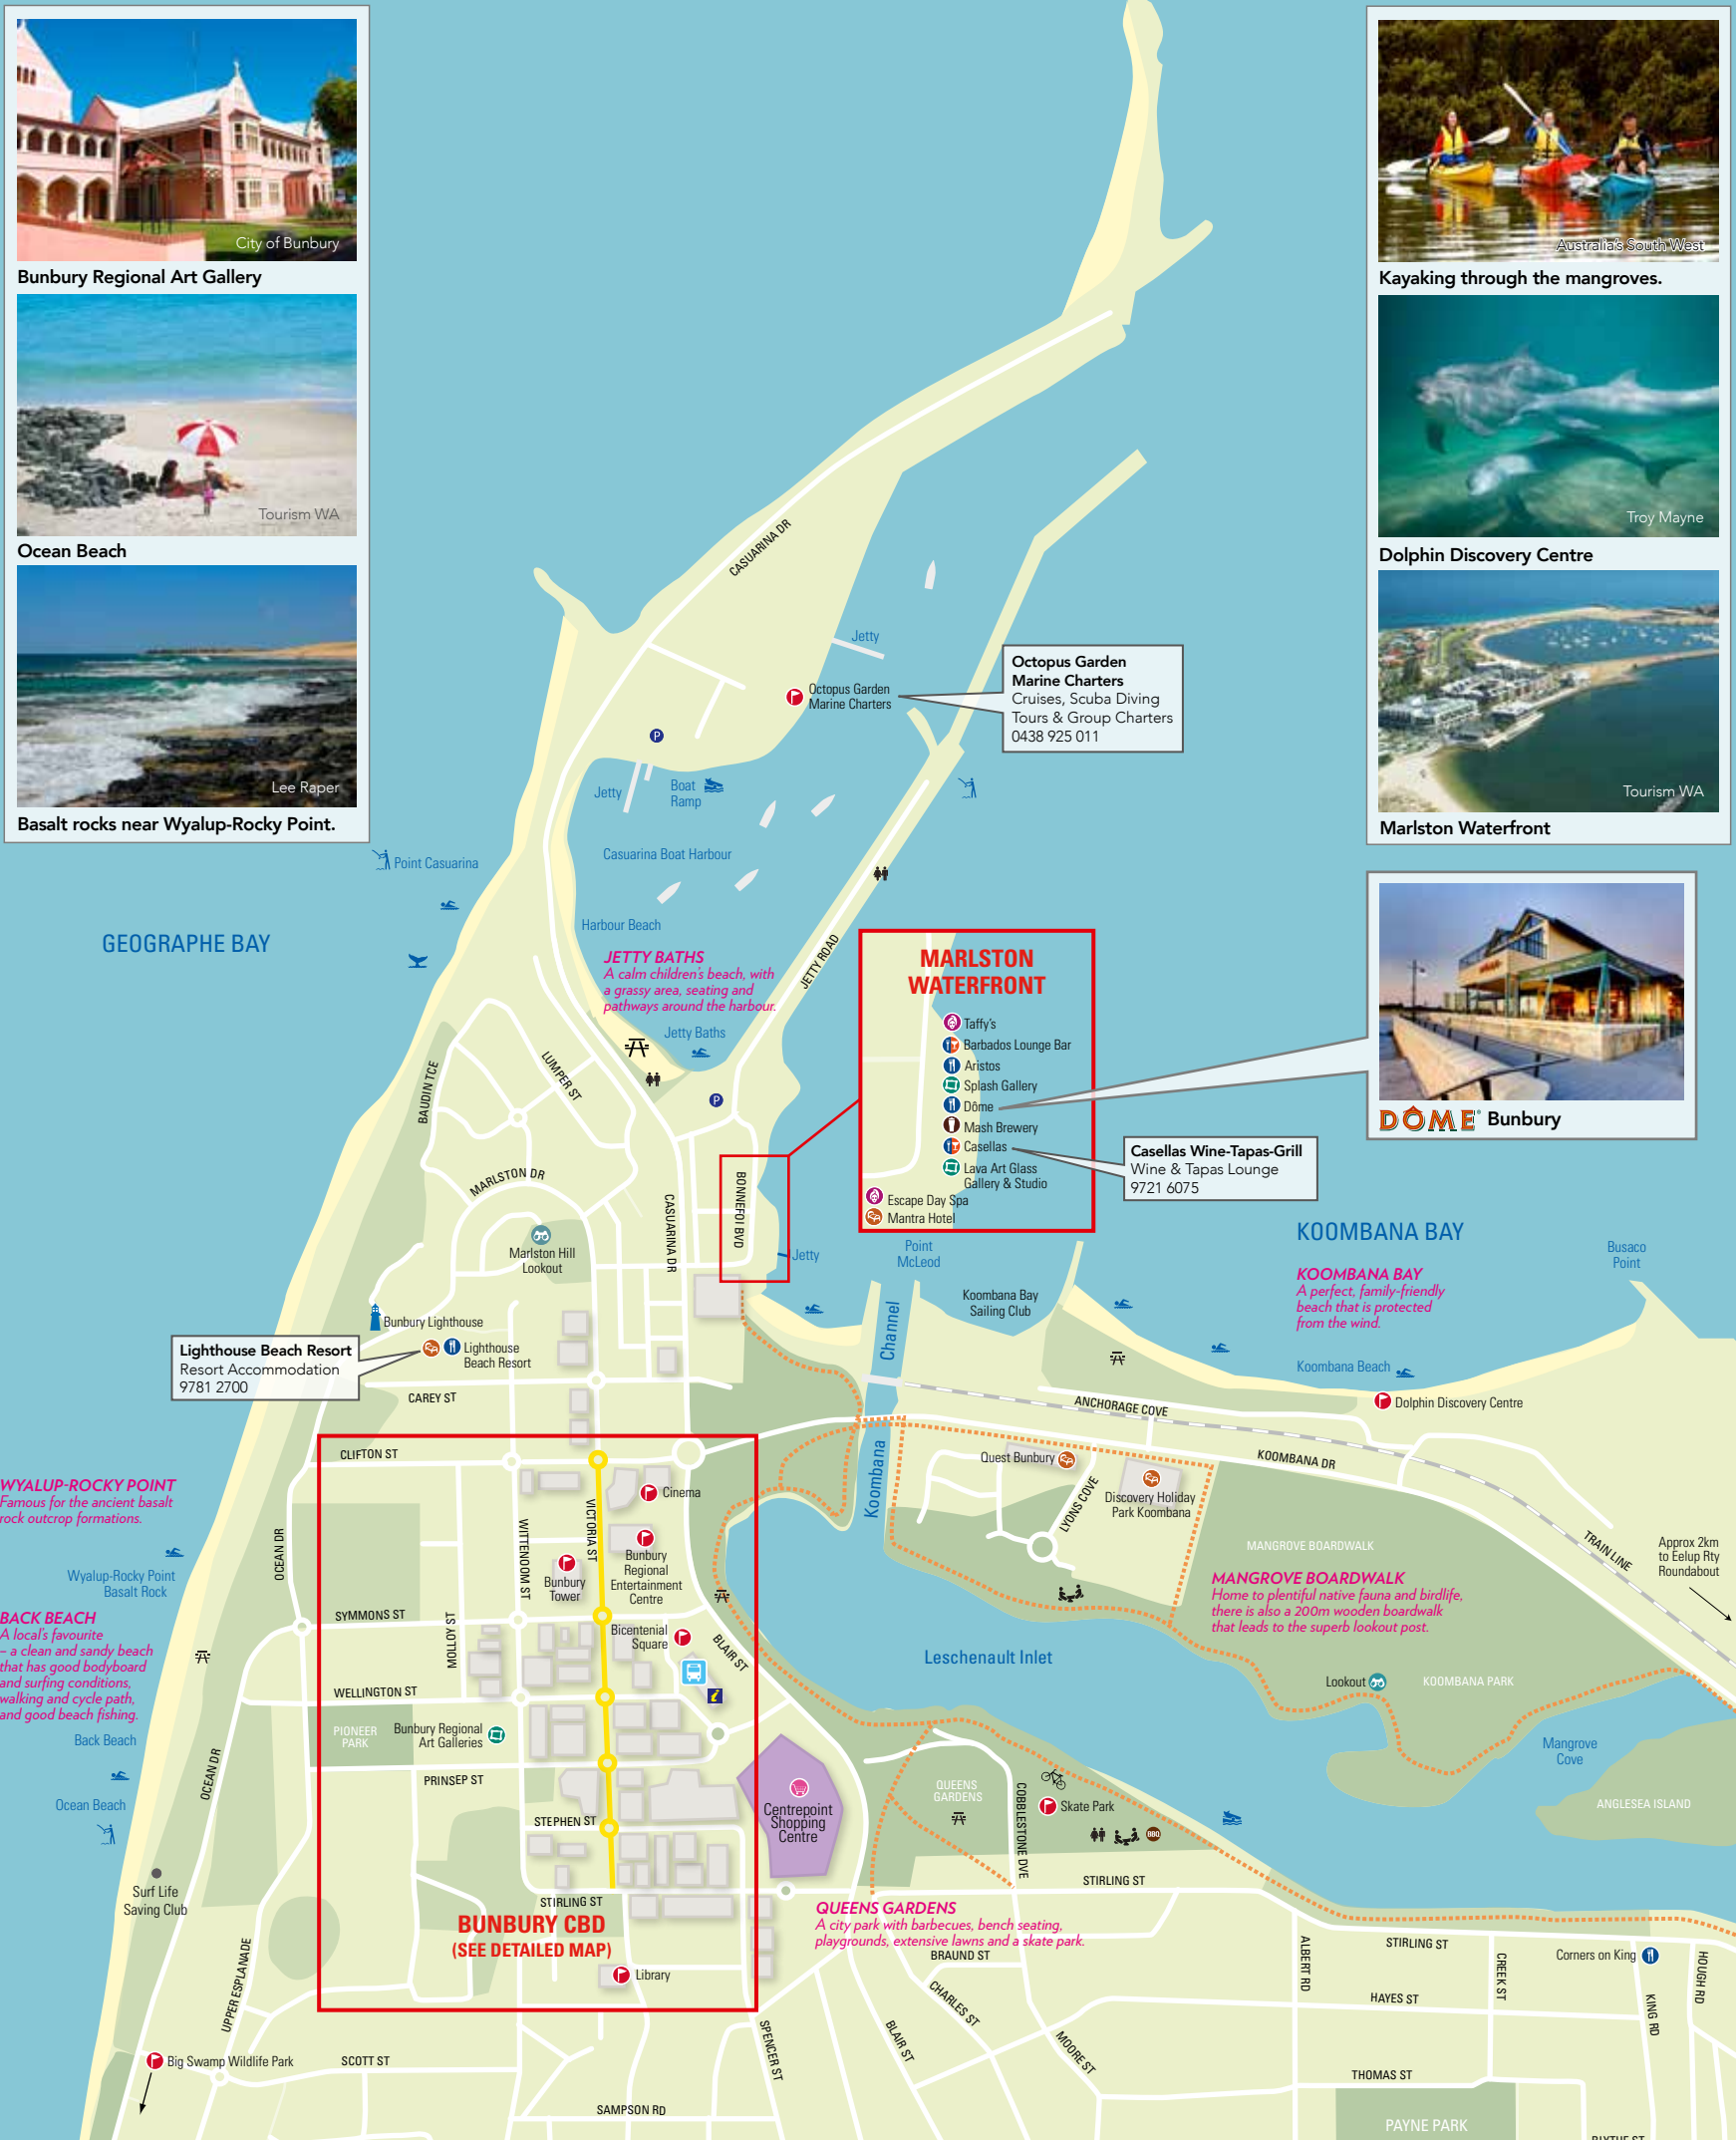 City of Bunbury
Bunbury Regional Art Gallery
Tourism WA
Ocean Beach
Lee Raper
Basalt rocks near Wyalup-Rocky Point.
Australia's South West
Kayaking through the mangroves.
Troy Mayne
Dolphin Discovery Centre
Tourism WA
Marlston Waterfront
DÔME Bunbury
CASUARINA DR
Jetty
Octopus Garden
Marine Charters
Octopus Garden
Marine Charters
Cruises, Scuba Diving
Tours & Group Charters
0438 925 011
P
Jetty
Boat
Ramp
Casuarina Boat Harbour
Point Casuarina
Harbour Beach
GEOGRAPHE BAY
JETTY BATHS
A calm children's beach, with
a grassy area, seating and
pathways around the harbour.
JETTY ROAD
Jetty Baths
P
MARLSTON
WATERFRONT
Taffy's
Barbados Lounge Bar
Aristos
Splash Gallery
Dôme
Mash Brewery
Casellas
Lava Art Glass
Gallery & Studio
Escape Day Spa
Mantra Hotel
Casellas Wine-Tapas-Grill
Wine & Tapas Lounge
9721 6075
BAUDIN TCE
LUMPER ST
MARLSTON DR
CASUARINA DR
BONNEFOI BVD
Marlston Hill
Lookout
Jetty
Point
McLeod
Koombana Bay
Sailing Club
Channel
Koombana
KOOMBANA BAY
KOOMBANA BAY
A perfect, family-friendly
beach that is protected
from the wind.
Busaco
Point
Koombana Beach
Dolphin Discovery Centre
Bunbury Lighthouse
Lighthouse
Beach Resort
Lighthouse Beach Resort
Resort Accommodation
9781 2700
CAREY ST
ANCHORAGE COVE
KOOMBANA DR
CLIFTON ST
Quest Bunbury
LYONS COVE
Discovery Holiday
Park Koombana
TRAIN LINE
Approx 2km
to Eelup Rty
Roundabout
WYALUP-ROCKY POINT
Famous for the ancient basalt
rock outcrop formations.
OCEAN DR
Cinema
VICTORIA ST
WITTENOOM ST
Bunbury
Regional
Entertainment
Centre
Bunbury
Tower
MANGROVE BOARDWALK
MANGROVE BOARDWALK
Home to plentiful native fauna and birdlife,
there is also a 200m wooden boardwalk
that leads to the superb lookout post.
Wyalup-Rocky Point
Basalt Rock
BACK BEACH
A local's favourite
– a clean and sandy beach
that has good bodyboard
and surfing conditions,
walking and cycle path,
and good beach fishing.
SYMMONS ST
MOLLOY ST
Bicentenial
Square
BLAIR ST
i
Leschenault Inlet
Lookout
KOOMBANA PARK
WELLINGTON ST
PIONEER
PARK
Bunbury Regional
Art Galleries
Back Beach
OCEAN DR
PRINSEP ST
Mangrove
Cove
Ocean Beach
STEPHEN ST
Centrepoint
Shopping
Centre
QUEENS
GARDENS
COBBLESTONE DVE
Skate Park
BBQ
ANGLESEA ISLAND
Surf Life
Saving Club
STIRLING ST
STIRLING ST
BUNBURY CBD
(SEE DETAILED MAP)
QUEENS GARDENS
A city park with barbecues, bench seating,
playgrounds, extensive lawns and a skate park.
BRAUND ST
Library
UPPER ESPLANADE
CHARLES ST
ALBERT RD
STIRLING ST
CREEK ST
Corners on King
HOUGH RD
HAYES ST
KING RD
SPENCER ST
BLAIR ST
MOORE ST
Big Swamp Wildlife Park
SCOTT ST
THOMAS ST
SAMPSON RD
PAYNE PARK